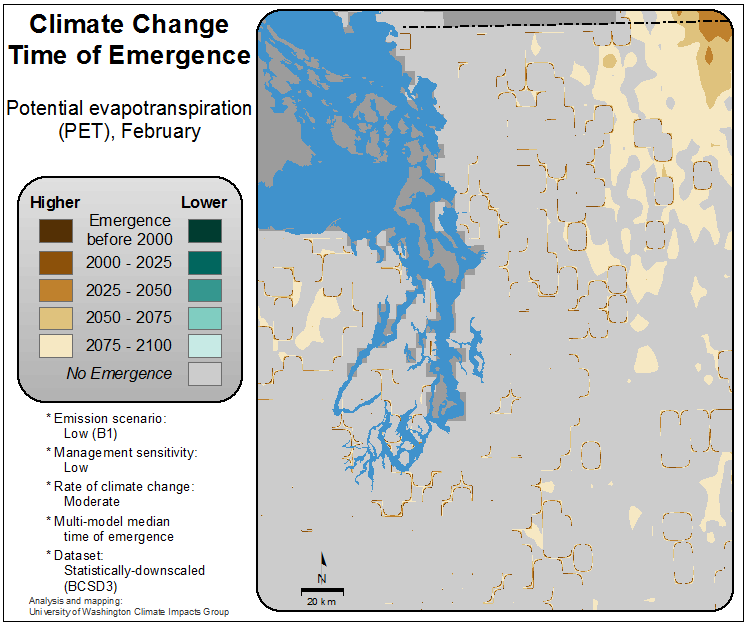 Climate Change
Time of Emergence
Potential evapotranspiration
(PET), February
Higher Lower
Emergence
before 2000
2000 - 2025
2025 - 2050
2050 - 2075
2075 - 2100
No Emergence
* Emission scenario:
Low (B1)
* Management sensitivity:
Low
* Rate of climate change:
Moderate
* Multi-model median
time of emergence
* Dataset:
Statistically-downscaled
(BCSD3)
Analysis and mapping:
University of Washington Climate Impacts Group
N
20 km